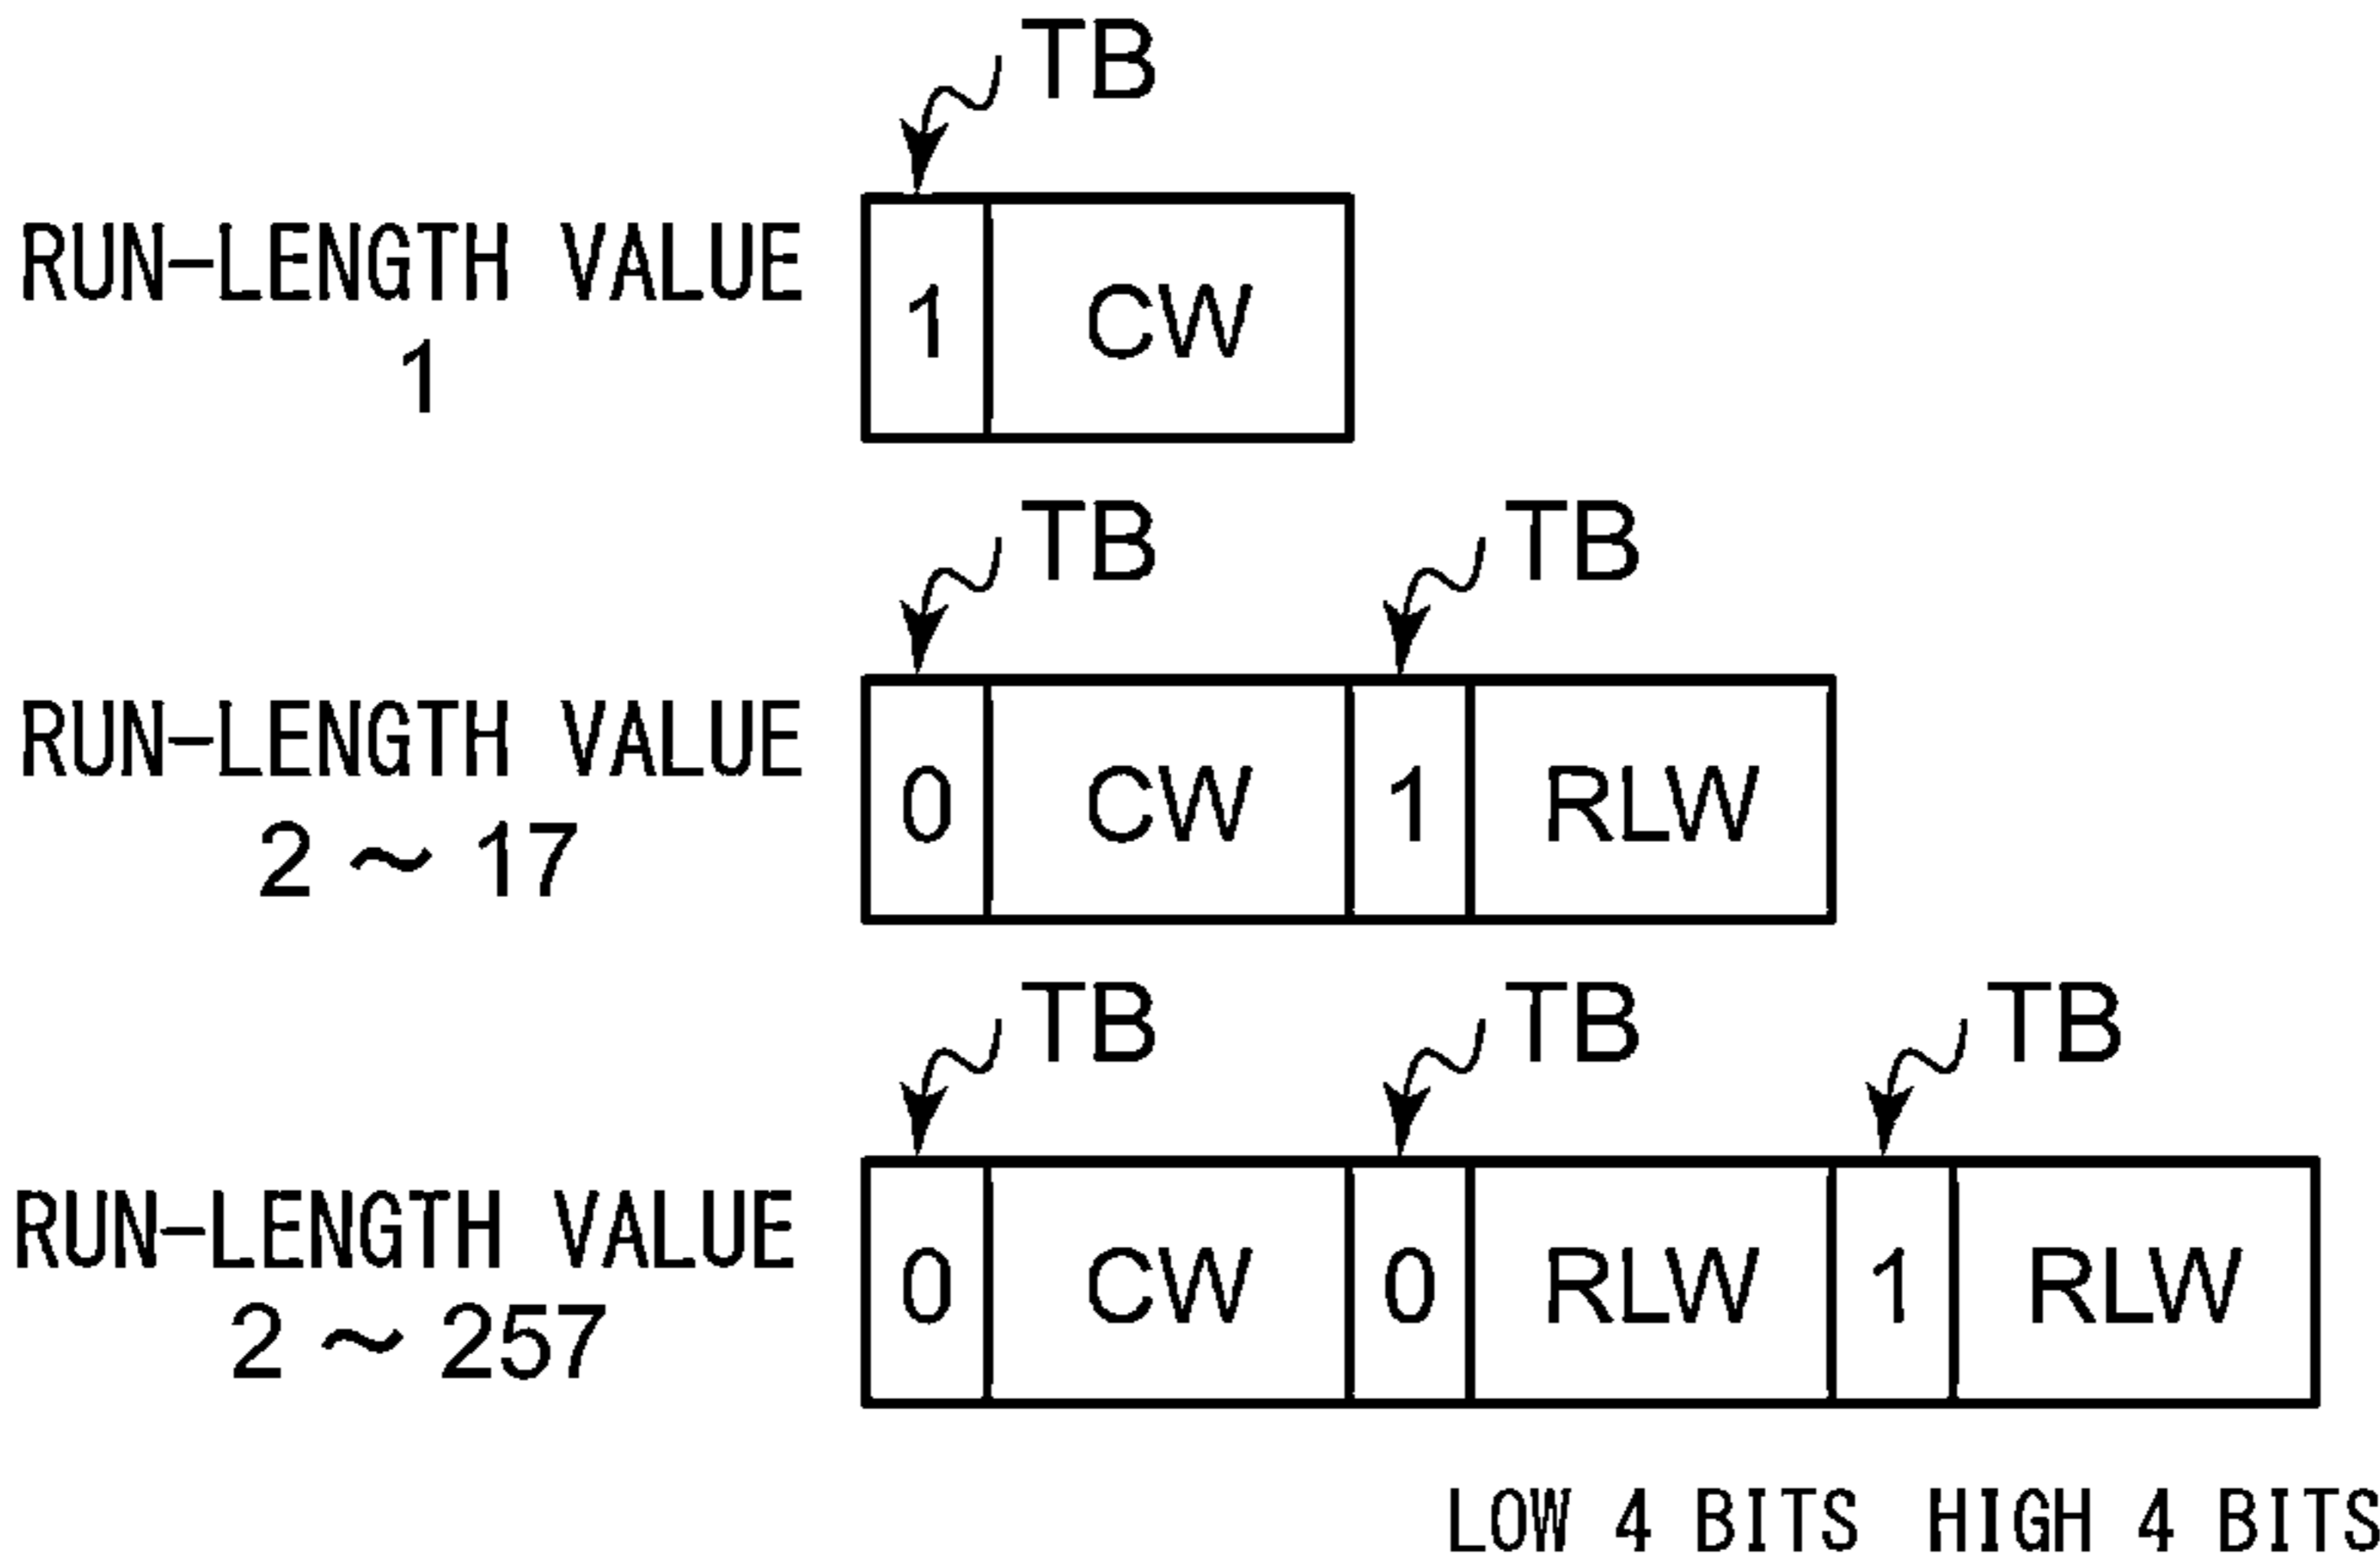 TB
RUN-LENGTH VALUE
1
1 CW
TB TB
RUN-LENGTH VALUE
2 ~ 17
0 CW 1 RLW
TB TB TB
RUN-LENGTH VALUE
2 ~ 257
0 CW 0 RLW 1 RLW
LOW 4 BITS HIGH 4 BITS